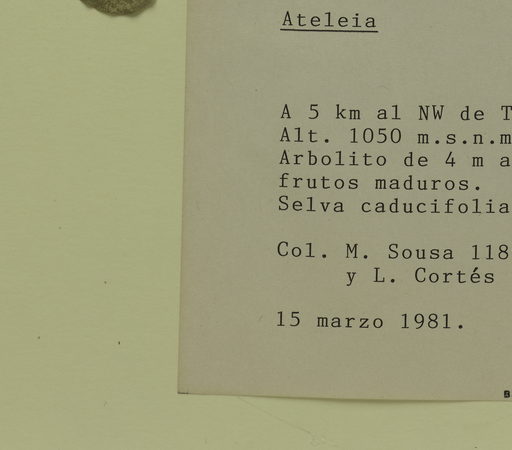 Ateleia
A 5 km al NW de T
Alt. 1050 m.s.n.m
Arbolito de 4 m a
frutos maduros.
Selva caducifolia
Col. M. Sousa 118
y L. Cortés
15 marzo 1981.